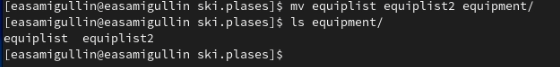 [easamigullin@easamigullin ski.plases]$ mv equiplist equiplist2 equipment/
[easamigullin@easamigullin ski.plases]$ ls equipment/
equiplist  equiplist2
[easamigullin@easamigullin ski.plases]$